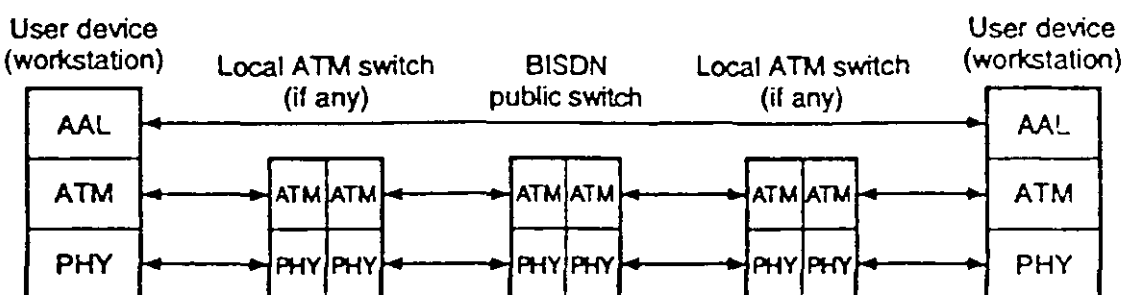 User device
(workstation)
Local ATM switch
(if any)
BISDN
public switch
Local ATM switch
(if any)
User device
(workstation)
AAL
AAL
ATM
ATM ATM
ATM ATM
ATM ATM
ATM
PHY
PHY PHY
PHY PHY
PHY PHY
PHY